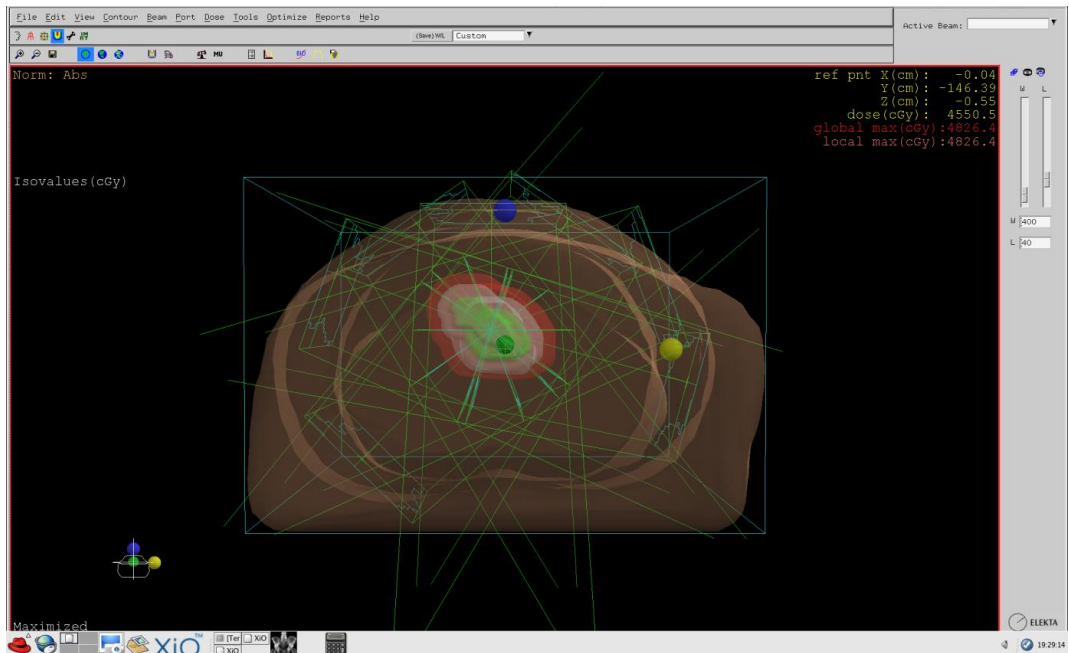 File Edit View Contour Beam Port Dose Tools Optimize Reports Help
Active Beam:
(Save) W/L Custom
MU
Norm: Abs
ref pnt X(cm): -0.04
Y(cm): -146.39
Z(cm): -0.55
dose(cGy): 4550.5
global max(cGy):4826.4
local max(cGy):4826.4
Isovalues(cGy)
W L
W 400
L 40
Maximized
ELEKTA
XiO™
[Ter XiO
XiO
19:29:14